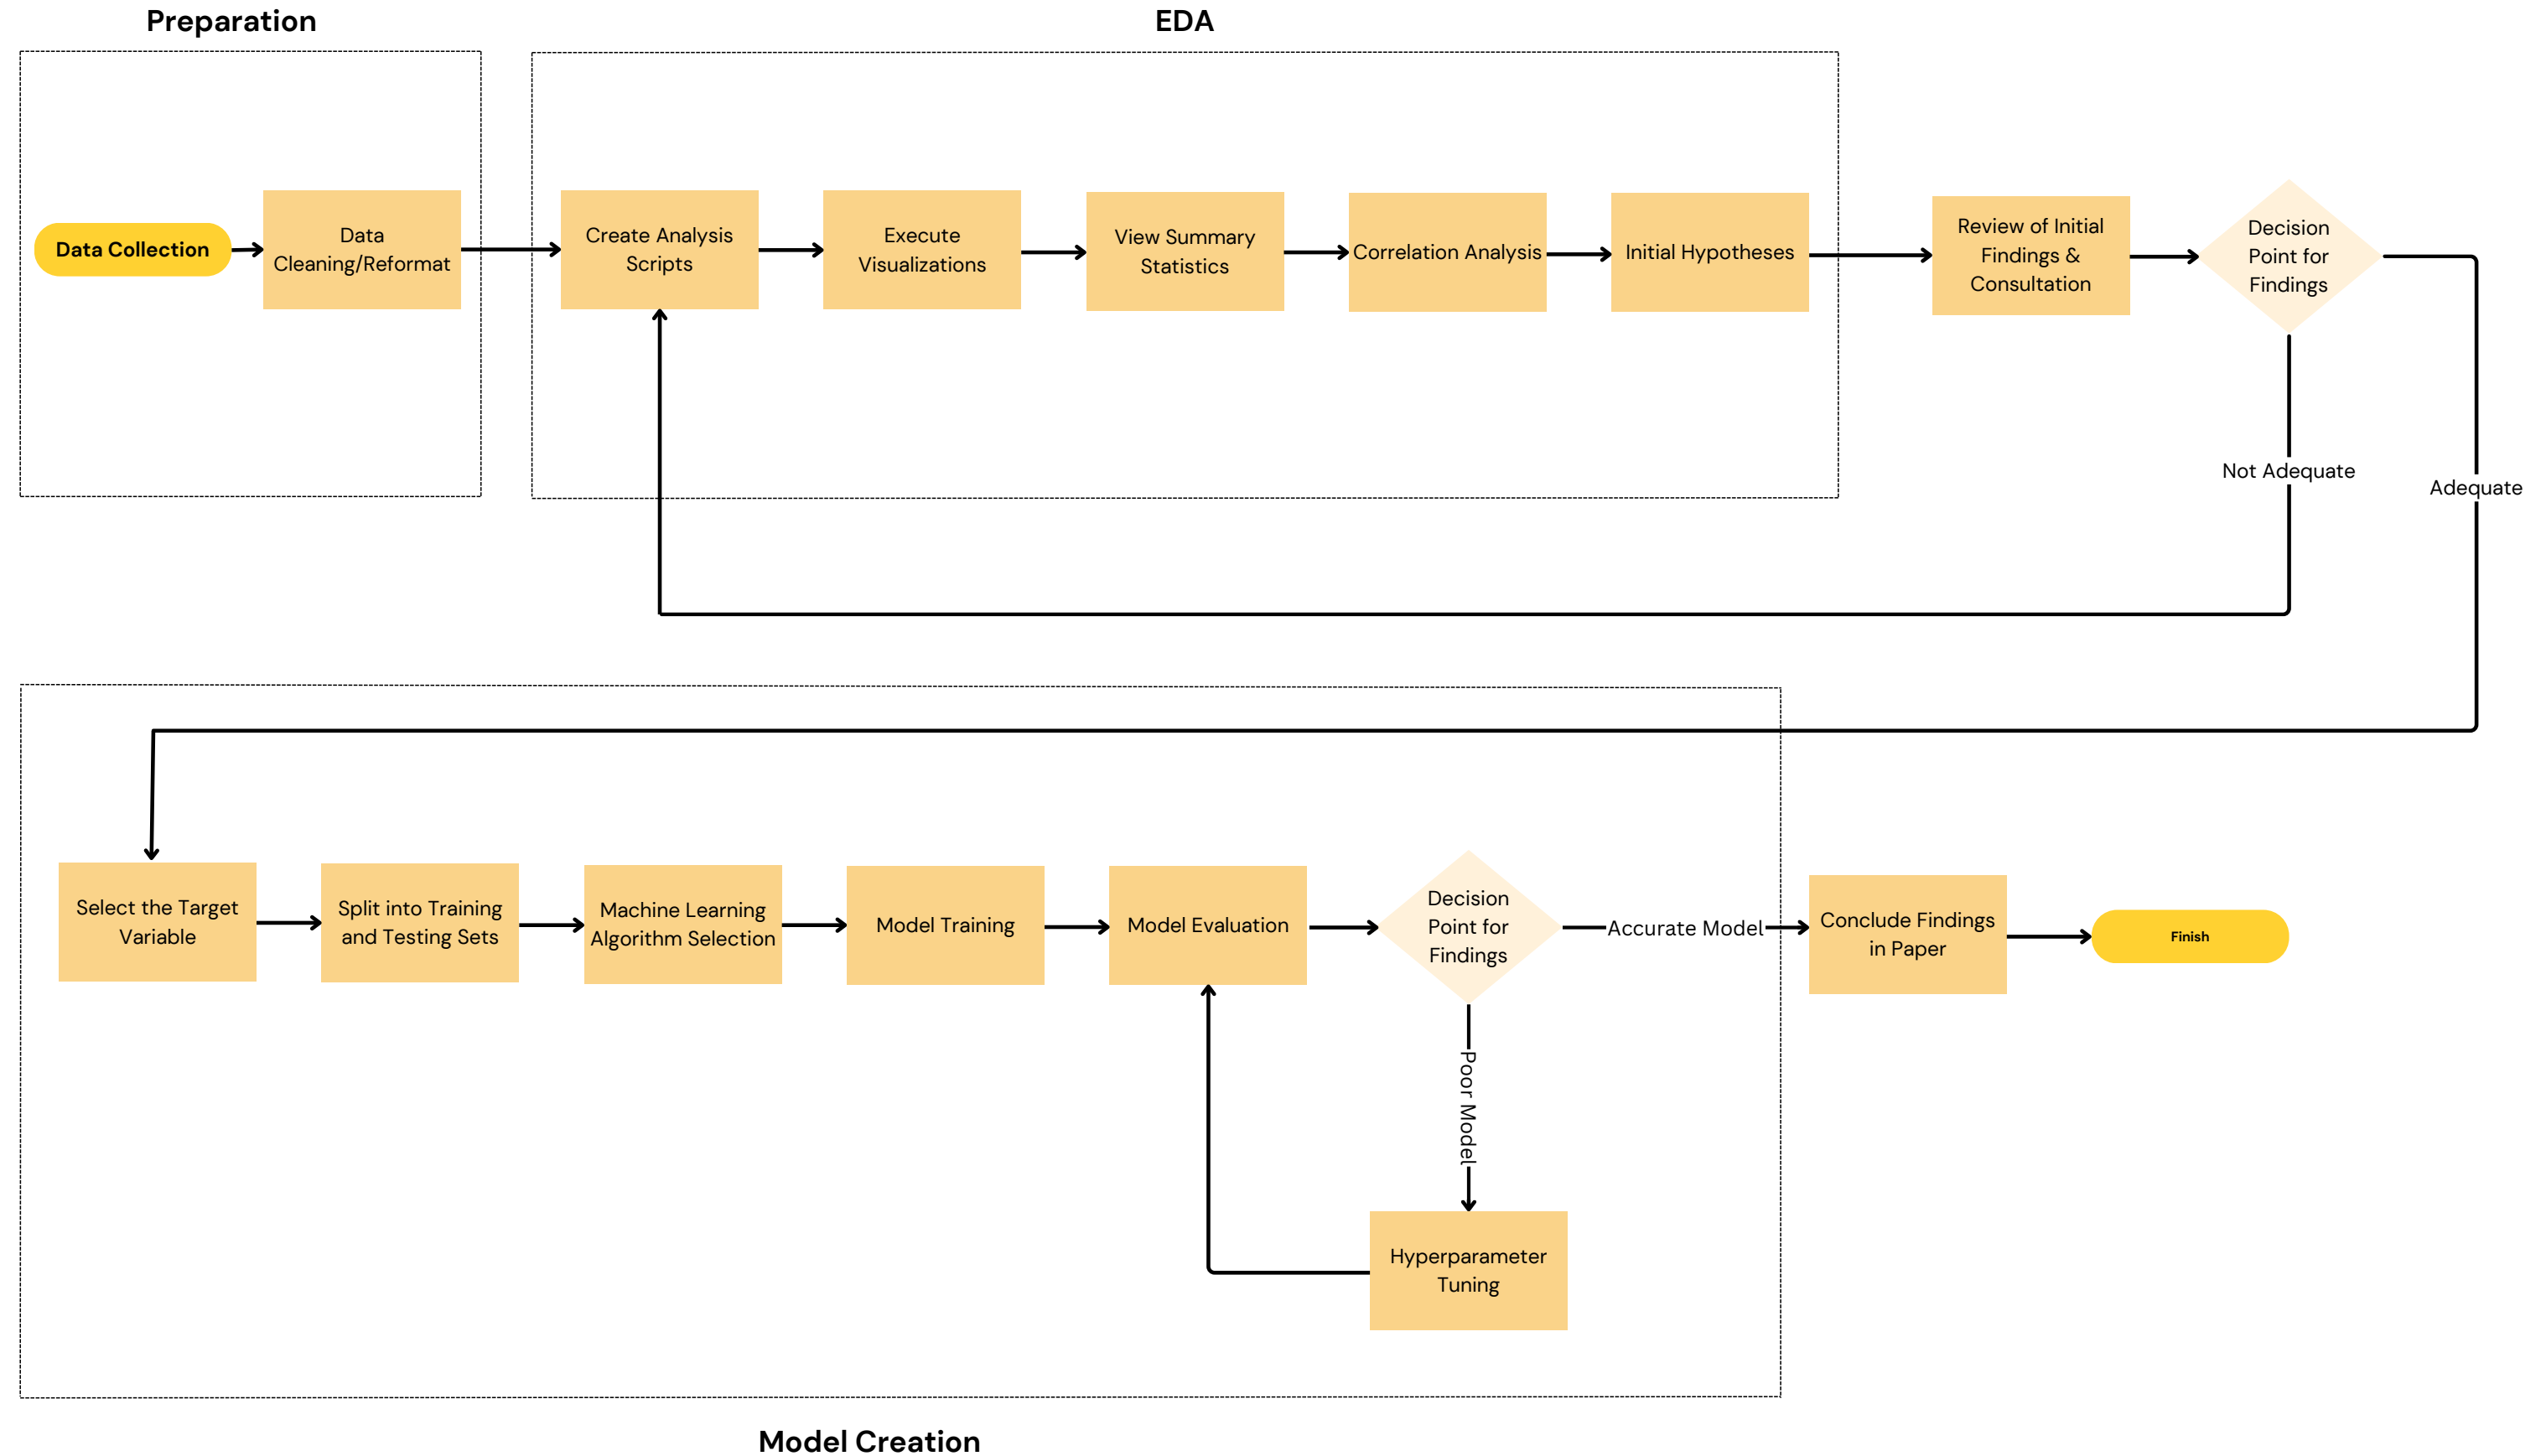 Preparation
EDA
Data Collection
Data
Cleaning/Reformat
Create Analysis
Scripts
Execute
Visualizations
View Summary
Statistics
Correlation Analysis
Initial Hypotheses
Review of Initial
Findings &
Consultation
Decision
Point for
Findings
Not Adequate
Adequate
Select the Target
Variable
Split into Training
and Testing Sets
Machine Learning
Algorithm Selection
Model Training
Model Evaluation
Decision
Point for
Findings
Accurate Model
Conclude Findings
in Paper
Finish
Poor Model
Hyperparameter
Tuning
Model Creation